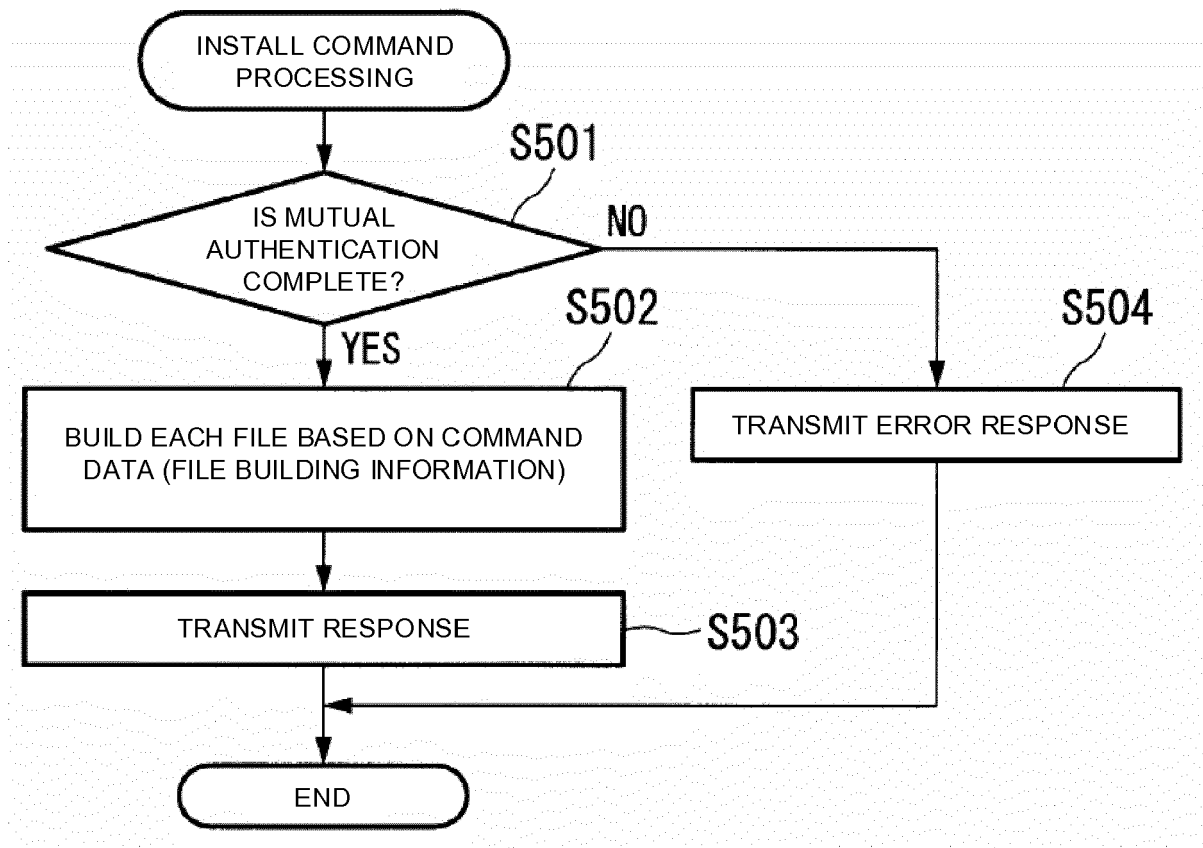 INSTALL COMMAND
PROCESSING
S501
IS MUTUAL
AUTHENTICATION
COMPLETE?
NO
YES
S502
S504
BUILD EACH FILE BASED ON COMMAND
DATA (FILE BUILDING INFORMATION)
TRANSMIT ERROR RESPONSE
TRANSMIT RESPONSE
S503
END